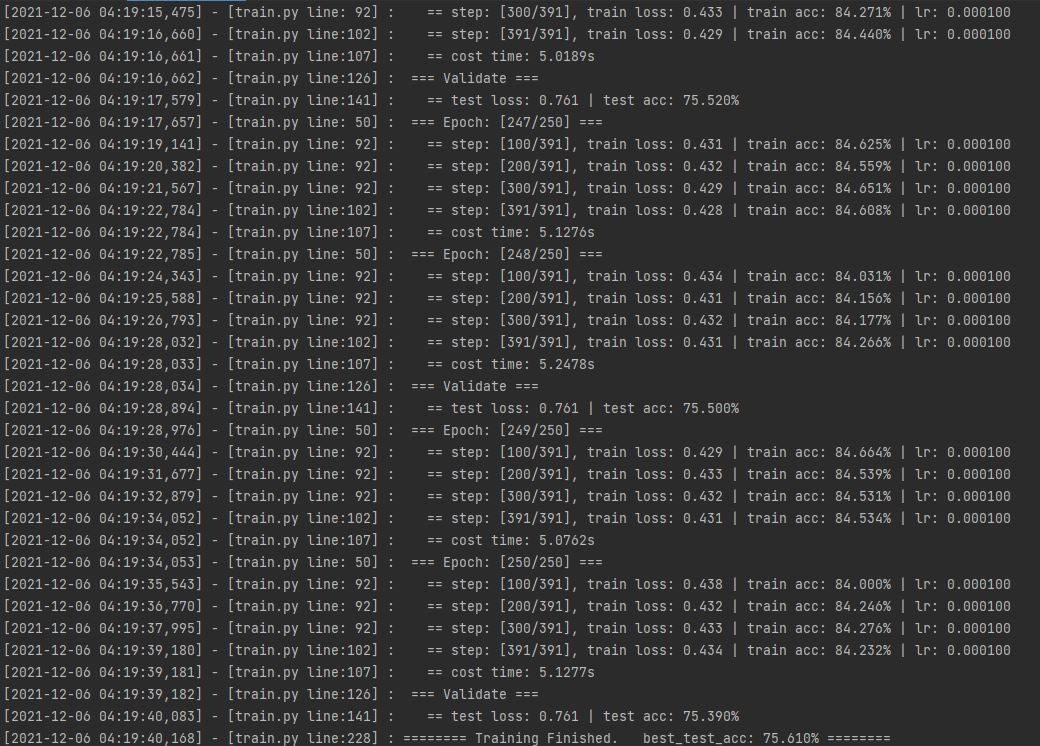 [2021-12-06 04:19:15,475] - [train.py line: 92] :    == step: [300/391], train loss: 0.433 | train acc: 84.271% | lr: 0.000100
[2021-12-06 04:19:16,660] - [train.py line:102] :    == step: [391/391], train loss: 0.429 | train acc: 84.440% | lr: 0.000100
[2021-12-06 04:19:16,661] - [train.py line:107] :    == cost time: 5.0189s
[2021-12-06 04:19:16,662] - [train.py line:126] :  === Validate ===
[2021-12-06 04:19:17,579] - [train.py line:141] :    == test loss: 0.761 | test acc: 75.520%
[2021-12-06 04:19:17,657] - [train.py line: 50] :  === Epoch: [247/250] ===
[2021-12-06 04:19:19,141] - [train.py line: 92] :    == step: [100/391], train loss: 0.431 | train acc: 84.625% | lr: 0.000100
[2021-12-06 04:19:20,382] - [train.py line: 92] :    == step: [200/391], train loss: 0.432 | train acc: 84.559% | lr: 0.000100
[2021-12-06 04:19:21,567] - [train.py line: 92] :    == step: [300/391], train loss: 0.429 | train acc: 84.651% | lr: 0.000100
[2021-12-06 04:19:22,784] - [train.py line:102] :    == step: [391/391], train loss: 0.428 | train acc: 84.608% | lr: 0.000100
[2021-12-06 04:19:22,784] - [train.py line:107] :    == cost time: 5.1276s
[2021-12-06 04:19:22,785] - [train.py line: 50] :  === Epoch: [248/250] ===
[2021-12-06 04:19:24,343] - [train.py line: 92] :    == step: [100/391], train loss: 0.434 | train acc: 84.031% | lr: 0.000100
[2021-12-06 04:19:25,588] - [train.py line: 92] :    == step: [200/391], train loss: 0.431 | train acc: 84.156% | lr: 0.000100
[2021-12-06 04:19:26,793] - [train.py line: 92] :    == step: [300/391], train loss: 0.432 | train acc: 84.177% | lr: 0.000100
[2021-12-06 04:19:28,032] - [train.py line:102] :    == step: [391/391], train loss: 0.431 | train acc: 84.266% | lr: 0.000100
[2021-12-06 04:19:28,033] - [train.py line:107] :    == cost time: 5.2478s
[2021-12-06 04:19:28,034] - [train.py line:126] :  === Validate ===
[2021-12-06 04:19:28,894] - [train.py line:141] :    == test loss: 0.761 | test acc: 75.500%
[2021-12-06 04:19:28,976] - [train.py line: 50] :  === Epoch: [249/250] ===
[2021-12-06 04:19:30,444] - [train.py line: 92] :    == step: [100/391], train loss: 0.429 | train acc: 84.664% | lr: 0.000100
[2021-12-06 04:19:31,677] - [train.py line: 92] :    == step: [200/391], train loss: 0.433 | train acc: 84.539% | lr: 0.000100
[2021-12-06 04:19:32,879] - [train.py line: 92] :    == step: [300/391], train loss: 0.432 | train acc: 84.531% | lr: 0.000100
[2021-12-06 04:19:34,052] - [train.py line:102] :    == step: [391/391], train loss: 0.431 | train acc: 84.534% | lr: 0.000100
[2021-12-06 04:19:34,052] - [train.py line:107] :    == cost time: 5.0762s
[2021-12-06 04:19:34,053] - [train.py line: 50] :  === Epoch: [250/250] ===
[2021-12-06 04:19:35,543] - [train.py line: 92] :    == step: [100/391], train loss: 0.438 | train acc: 84.000% | lr: 0.000100
[2021-12-06 04:19:36,770] - [train.py line: 92] :    == step: [200/391], train loss: 0.432 | train acc: 84.246% | lr: 0.000100
[2021-12-06 04:19:37,995] - [train.py line: 92] :    == step: [300/391], train loss: 0.433 | train acc: 84.276% | lr: 0.000100
[2021-12-06 04:19:39,180] - [train.py line:102] :    == step: [391/391], train loss: 0.434 | train acc: 84.232% | lr: 0.000100
[2021-12-06 04:19:39,181] - [train.py line:107] :    == cost time: 5.1277s
[2021-12-06 04:19:39,182] - [train.py line:126] :  === Validate ===
[2021-12-06 04:19:40,083] - [train.py line:141] :    == test loss: 0.761 | test acc: 75.390%
[2021-12-06 04:19:40,168] - [train.py line:228] : ======== Training Finished.   best_test_acc: 75.610% ========